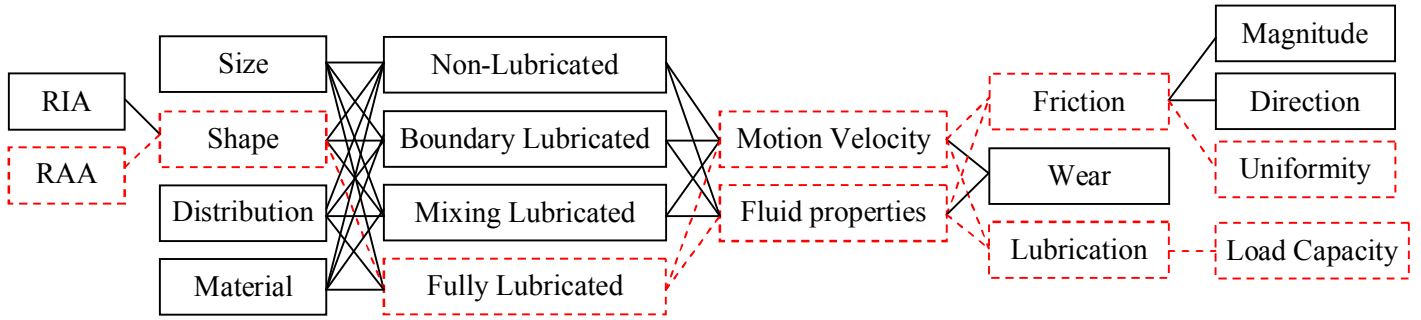 RIA
RAA
Size
Shape
Distribution
Material
Non-Lubricated
Boundary Lubricated
Mixing Lubricated
Fully Lubricated
Motion Velocity
Fluid properties
Friction
Wear
Lubrication
Magnitude
Direction
Uniformity
Load Capacity